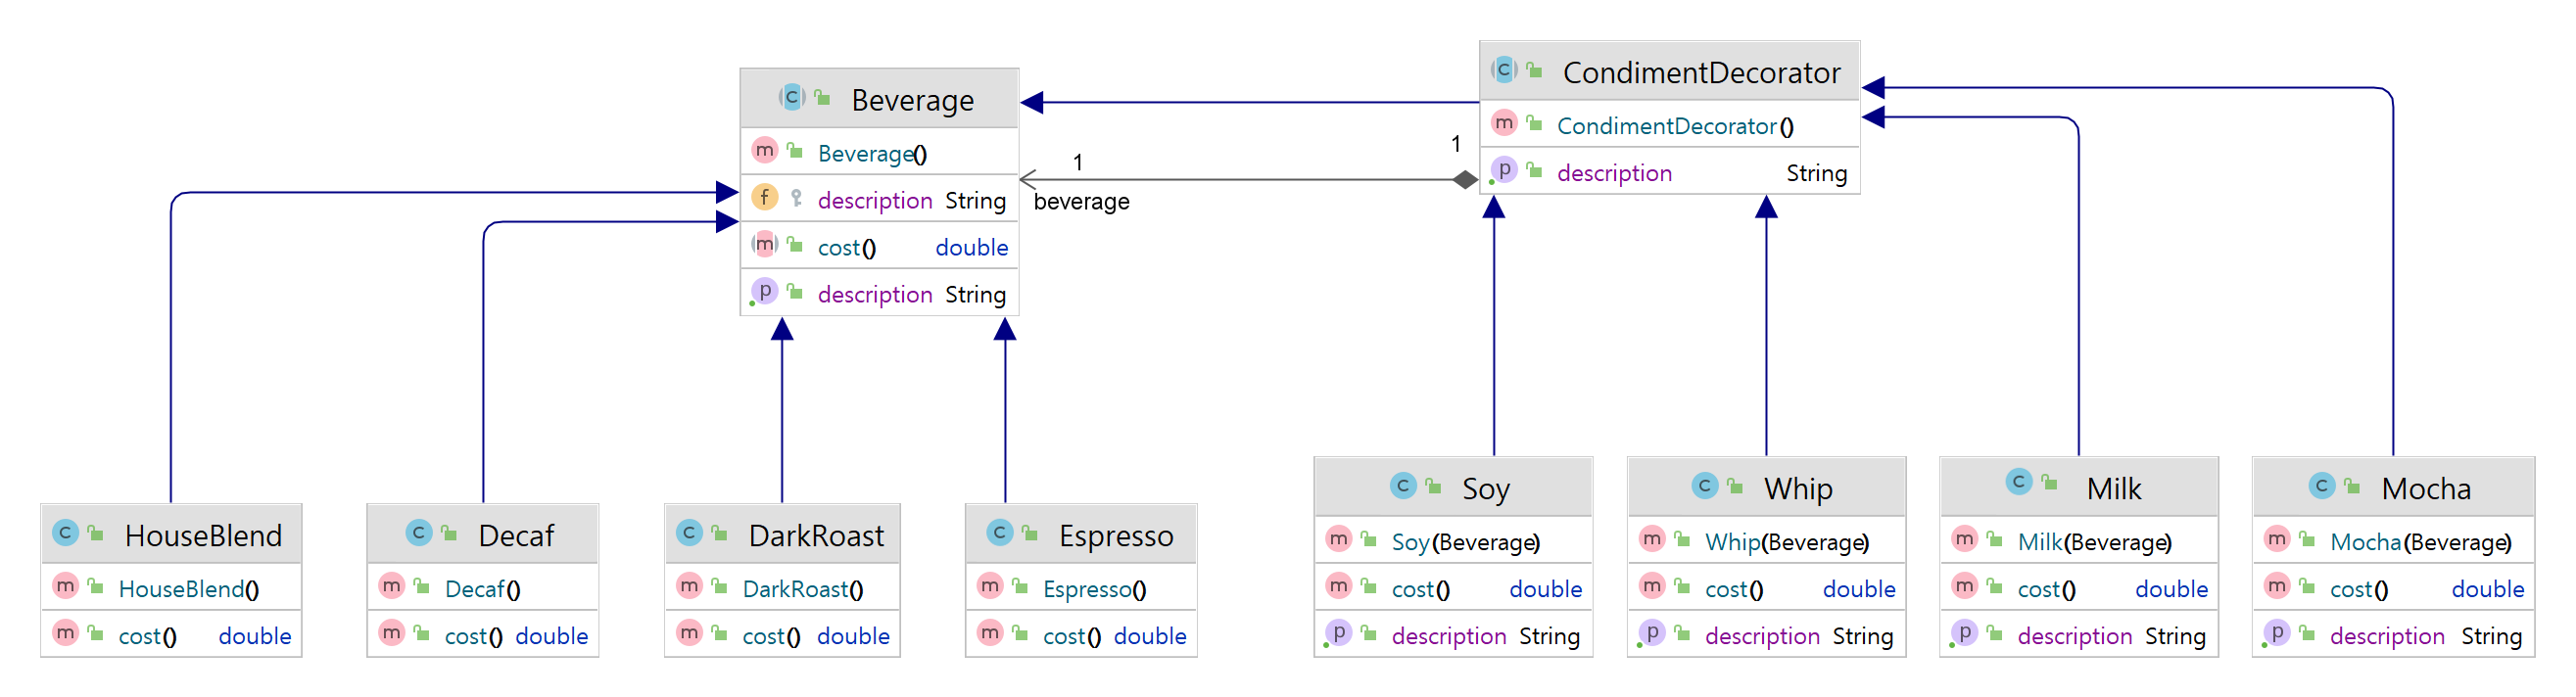 Beverage
Beverage()
description String
cost() double
description String
1
1
beverage
CondimentDecorator
CondimentDecorator()
description String
HouseBlend
HouseBlend()
cost() double
Decaf
Decaf()
cost() double
DarkRoast
DarkRoast()
cost() double
Espresso
Espresso()
cost() double
Soy
Soy(Beverage)
cost() double
description String
Whip
Whip(Beverage)
cost() double
description String
Milk
Milk(Beverage)
cost() double
description String
Mocha
Mocha(Beverage)
cost() double
description String